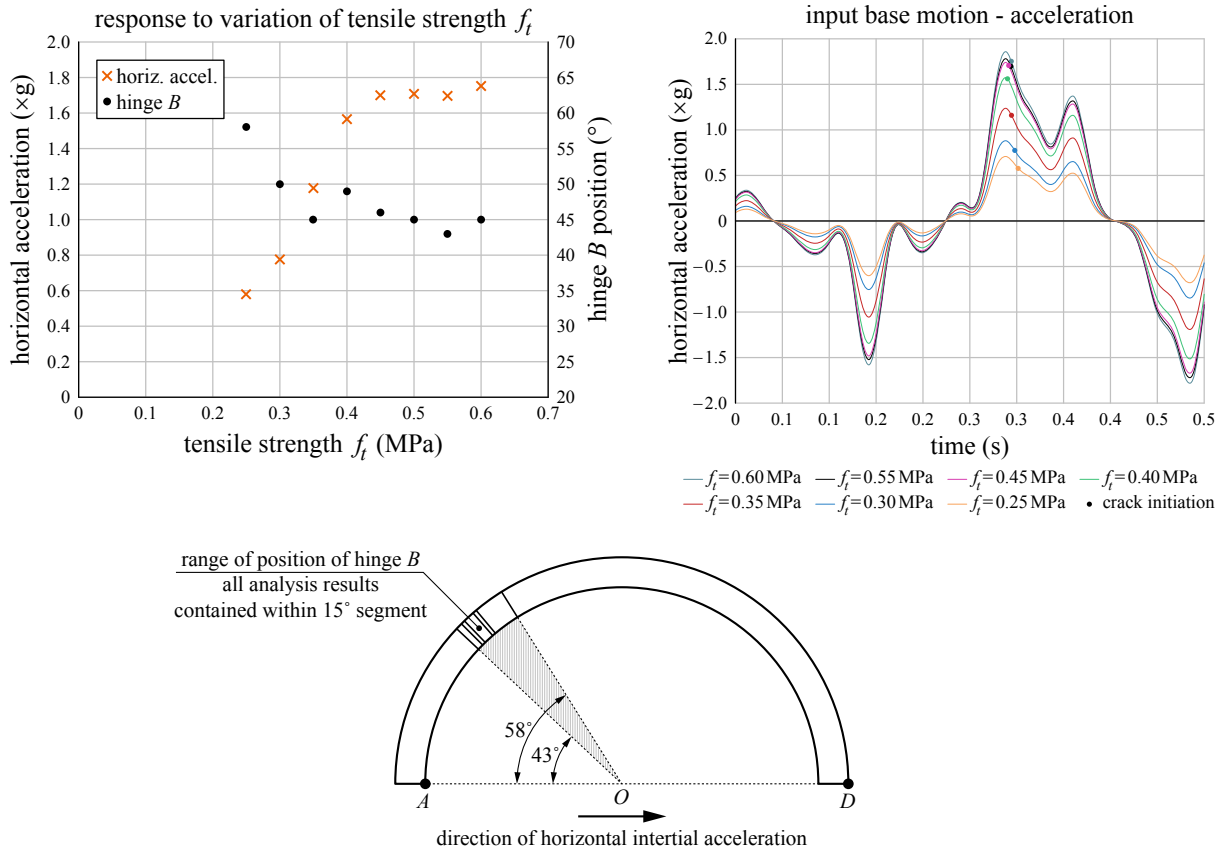 response to variation of tensile strength f_t
horizontal acceleration (×g)
2.0
1.8
1.6
1.4
1.2
1.0
0.8
0.6
0.4
0.2
0
horiz. accel.
hinge B
70
65
60
55
50
45
40
35
30
25
20
hinge B position (°)
0 0.1 0.2 0.3 0.4 0.5 0.6 0.7
tensile strength f_t (MPa)
input base motion - acceleration
horizontal acceleration (×g)
2.0
1.5
1.0
0.5
0
−0.5
−1.0
−1.5
−2.0
0 0.1 0.1 0.2 0.2 0.3 0.3 0.4 0.4 0.5 0.5
time (s)
f_t=0.60 MPa f_t=0.55 MPa f_t=0.45 MPa f_t=0.40 MPa
f_t=0.35 MPa f_t=0.30 MPa f_t=0.25 MPa crack initiation
range of position of hinge B
all analysis results
contained within 15° segment
58°
43°
A O D
direction of horizontal intertial acceleration